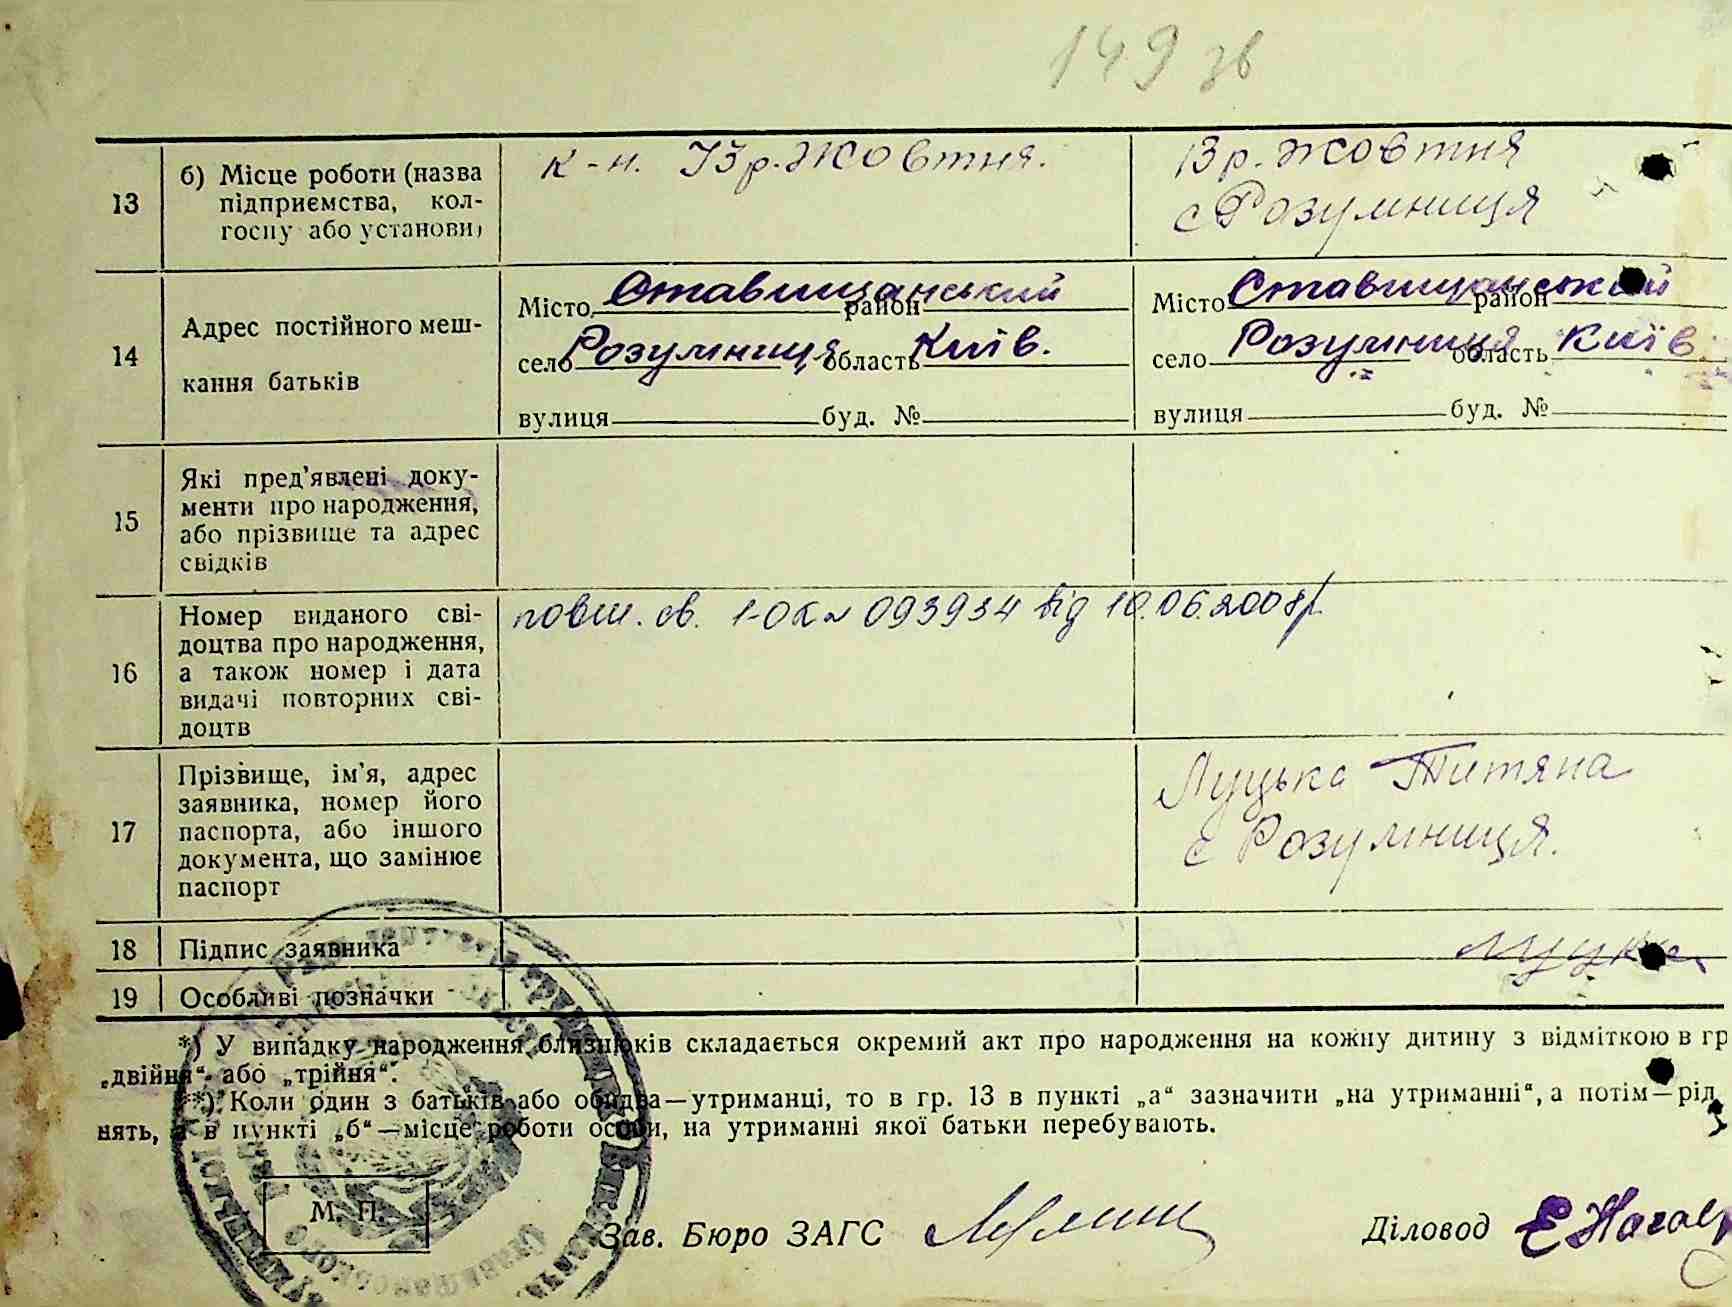 149 зв
13
б) Місце роботи (назва
підприємства, кол-
госпу або установи)
к-п. ІЗр.Жовтня.
ІЗр.Жовтня
с Розумниця
14
Адрес постійного меш-
кання батьків
Місто Ставищанський район
село Розумниця область Київ.
вулиця буд. №
Місто Ставищанський район
село Розумниця область Київ
вулиця буд. №
15
Які пред'явлені доку-
менти про народження,
або прізвище та адрес
свідків
16
Номер виданого сві-
доцтва про народження,
а також номер і дата
видачі повторних сві-
доцтв
повт. св. 1-ОК № 093934 від 10.06.2008р.
17
Прізвище, ім'я, адрес
заявника, номер його
паспорта, або іншого
документа, що замінює
паспорт
Луцька Титяна
с Розумниця.
18 Підпис заявника
19 Особливі позначки
*) У випадку народження близнюків складається окремий акт про народження на кожну дитину з відміткою в гр
„двійня“ або „трійня“.
**) Коли один з батьків або обидва—утриманці, то в гр. 13 в пункті „а“ зазначити „на утриманні“, а потім—рід
нять, а в пункті „б“—місце роботи особи, на утриманні якої батьки перебувають.
М. П.
Зав. Бюро ЗАГС
Діловод